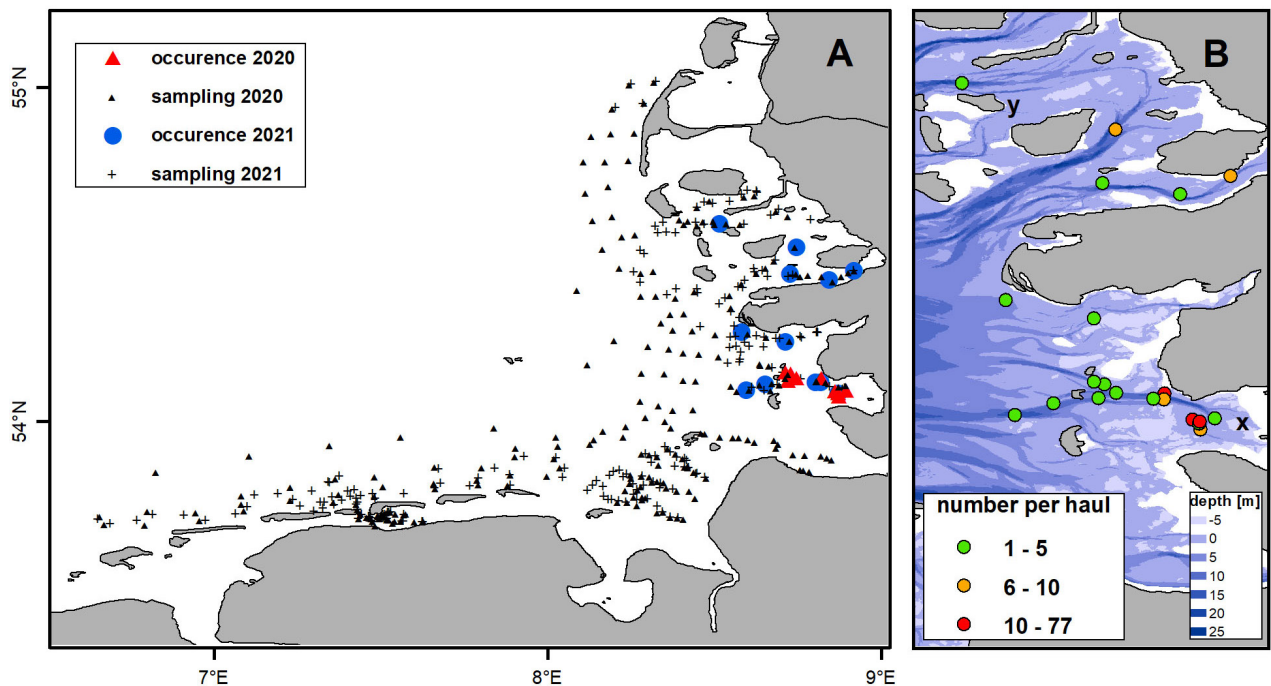 A
occurence 2020
sampling 2020
occurence 2021
sampling 2021
55°N
54°N
7°E
8°E
9°E
B
y
x
number per haul
1 - 5
6 - 10
10 - 77
depth [m]
-5
0
5
10
15
20
25